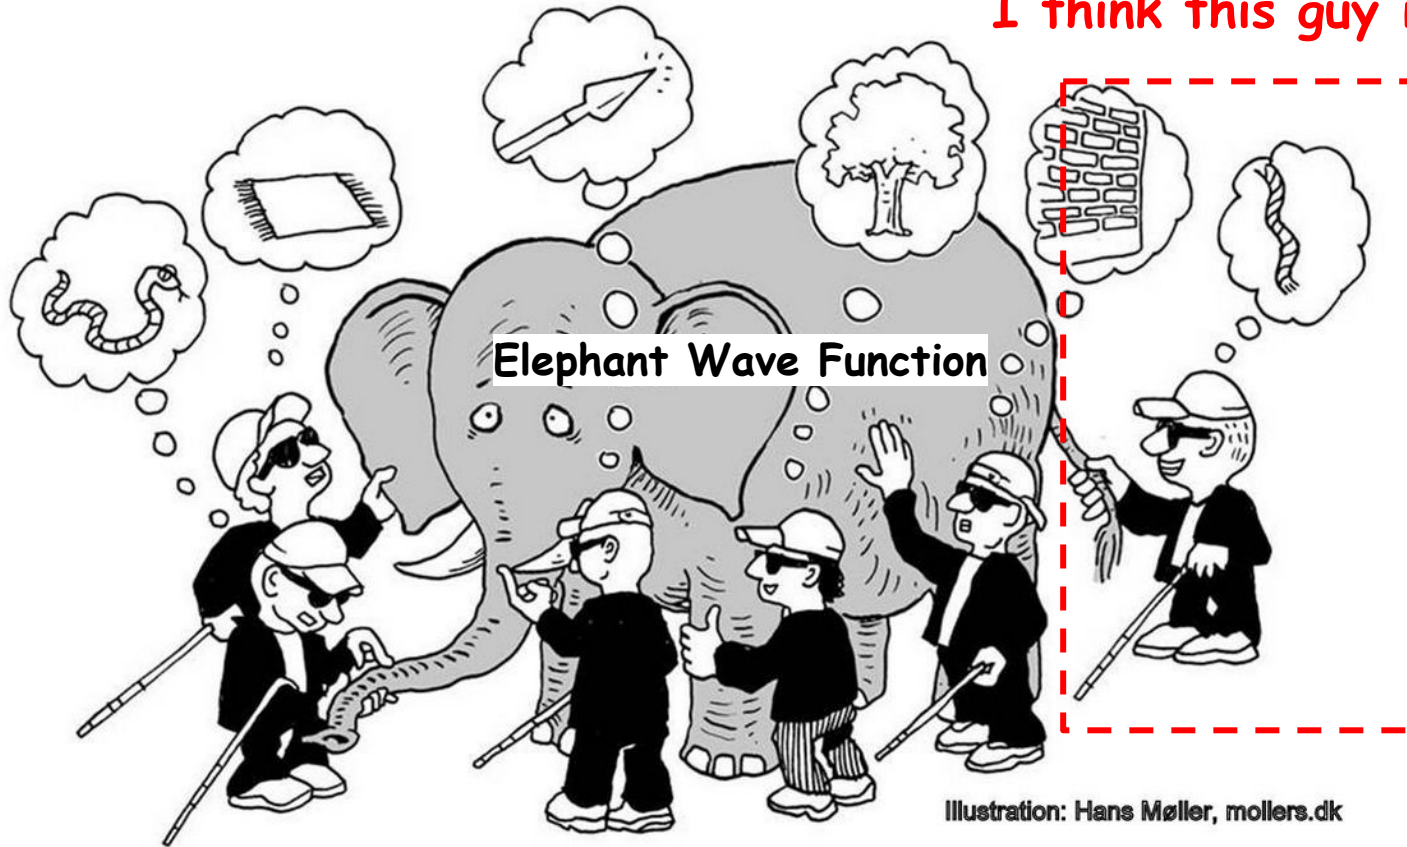 I think this guy
Elephant Wave Function
Illustration: Hans Møller, mollers.dk